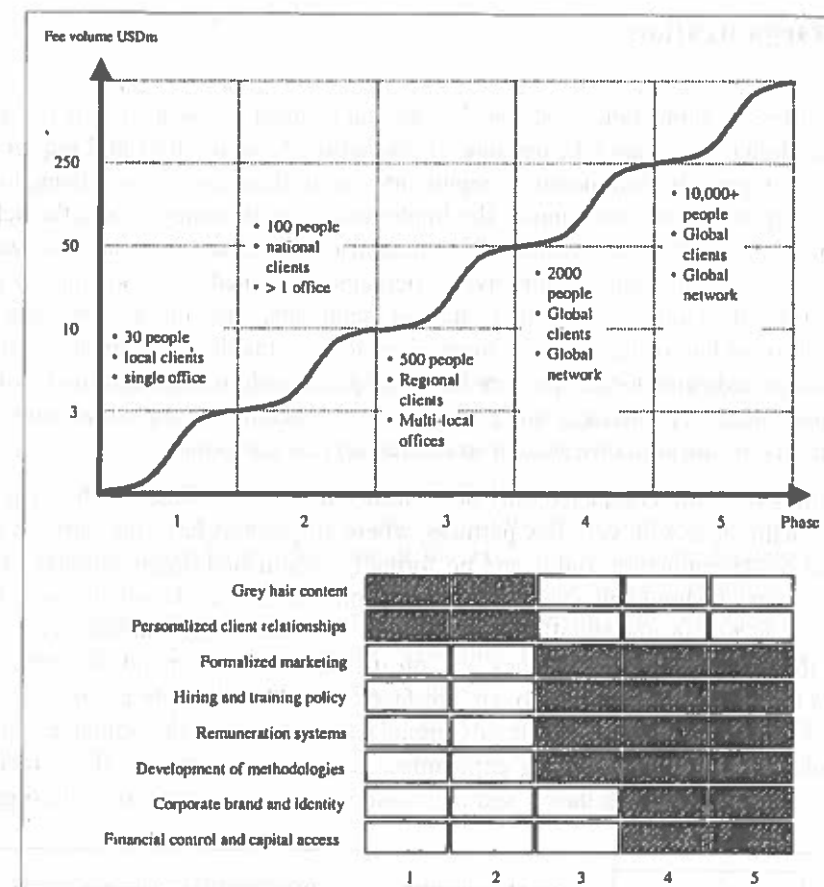 Fee volume USDm
250
50
10
3
• 30 people
• local clients
• single office
• 100 people
• national
clients
• > 1 office
• 500 people
• Regional
clients
• Multi-local
offices
• 2000
people
• Global
clients
• Global
network
• 10,000+
people
• Global
clients
• Global
network
1 2 3 4 5 Phase
Grey hair content
Personalized client relationships
Formalized marketing
Hiring and training policy
Remuneration systems
Development of methodologies
Corporate brand and identity
Financial control and capital access
1 2 3 4 5